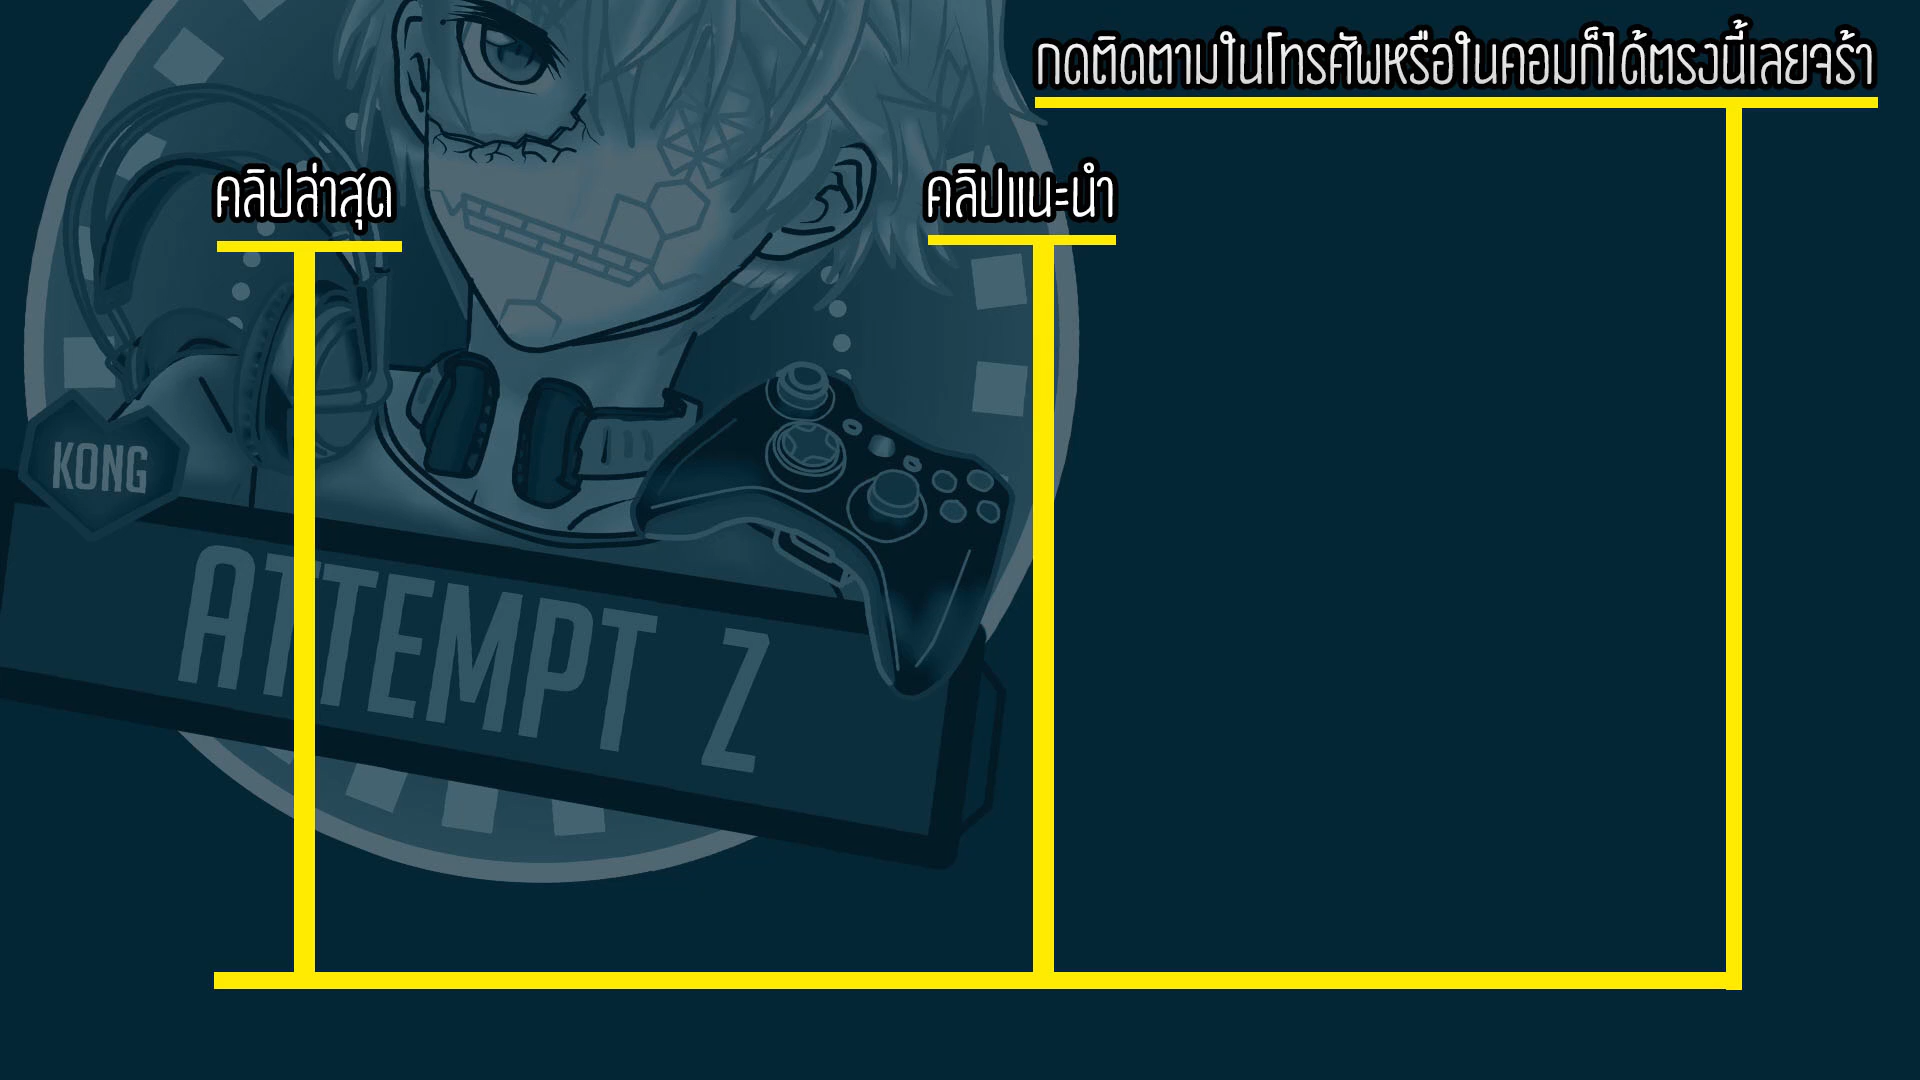 กดติดตามในโทรศัพหรือในคอมก็ได้ตรงนี้เลยจร้า
คลิปล่าสุด
คลิปแนะนำ
KONG
ATTEMPT Z